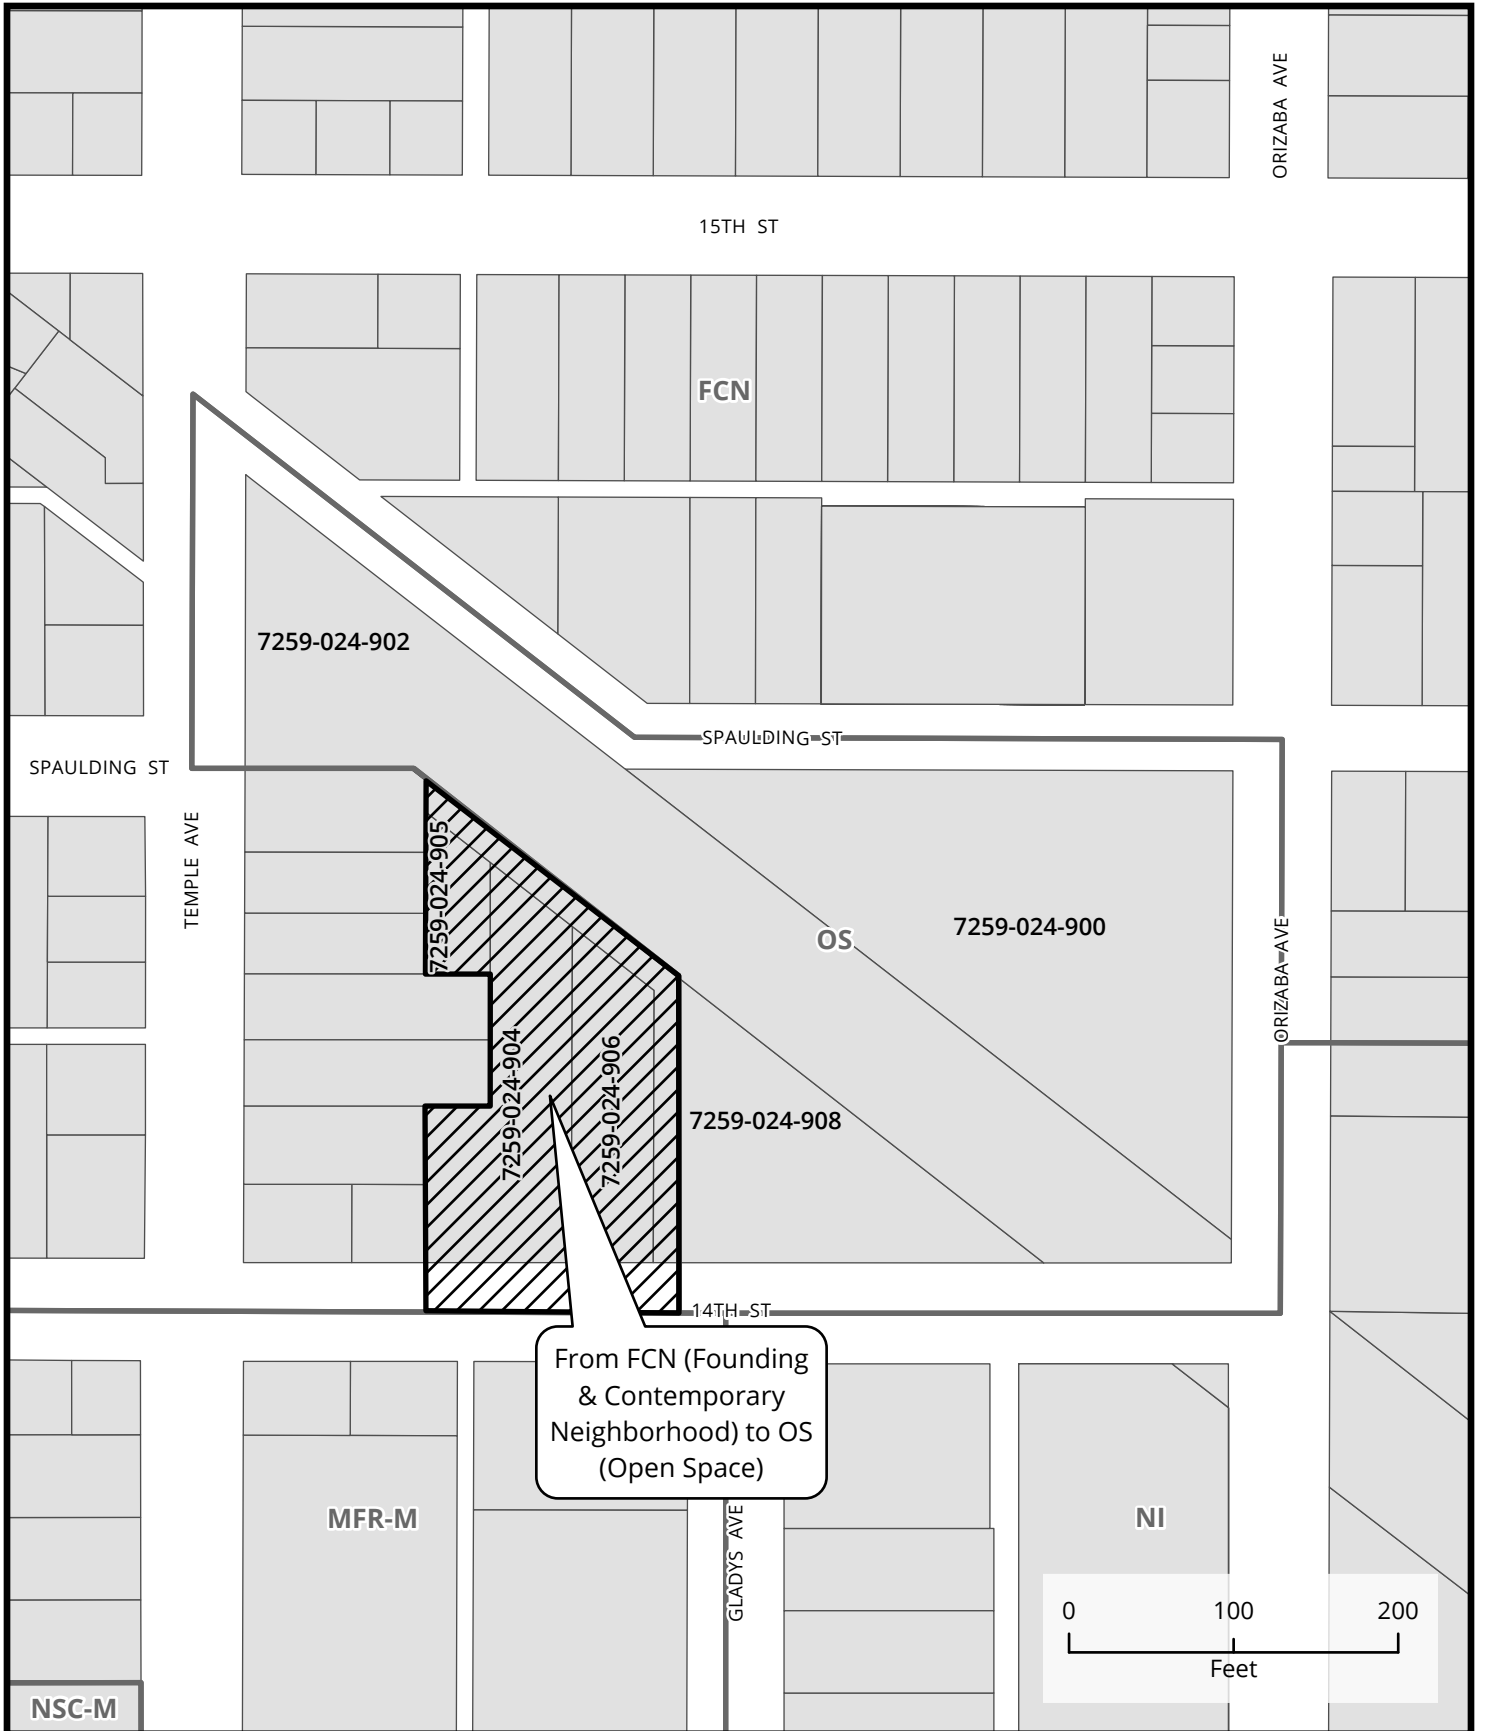 ORIZABA AVE
15TH ST
FCN
7259-024-902
SPAULDING ST
SPAULDING ST
TEMPLE AVE
7259-024-905
OS
7259-024-900
ORIZABA AVE
7259-024-904
7259-024-906
7259-024-908
14TH ST
From FCN (Founding
& Contemporary
Neighborhood) to OS
(Open Space)
MFR-M
GLADYS AVE
NI
0 100 200
Feet
NSC-M